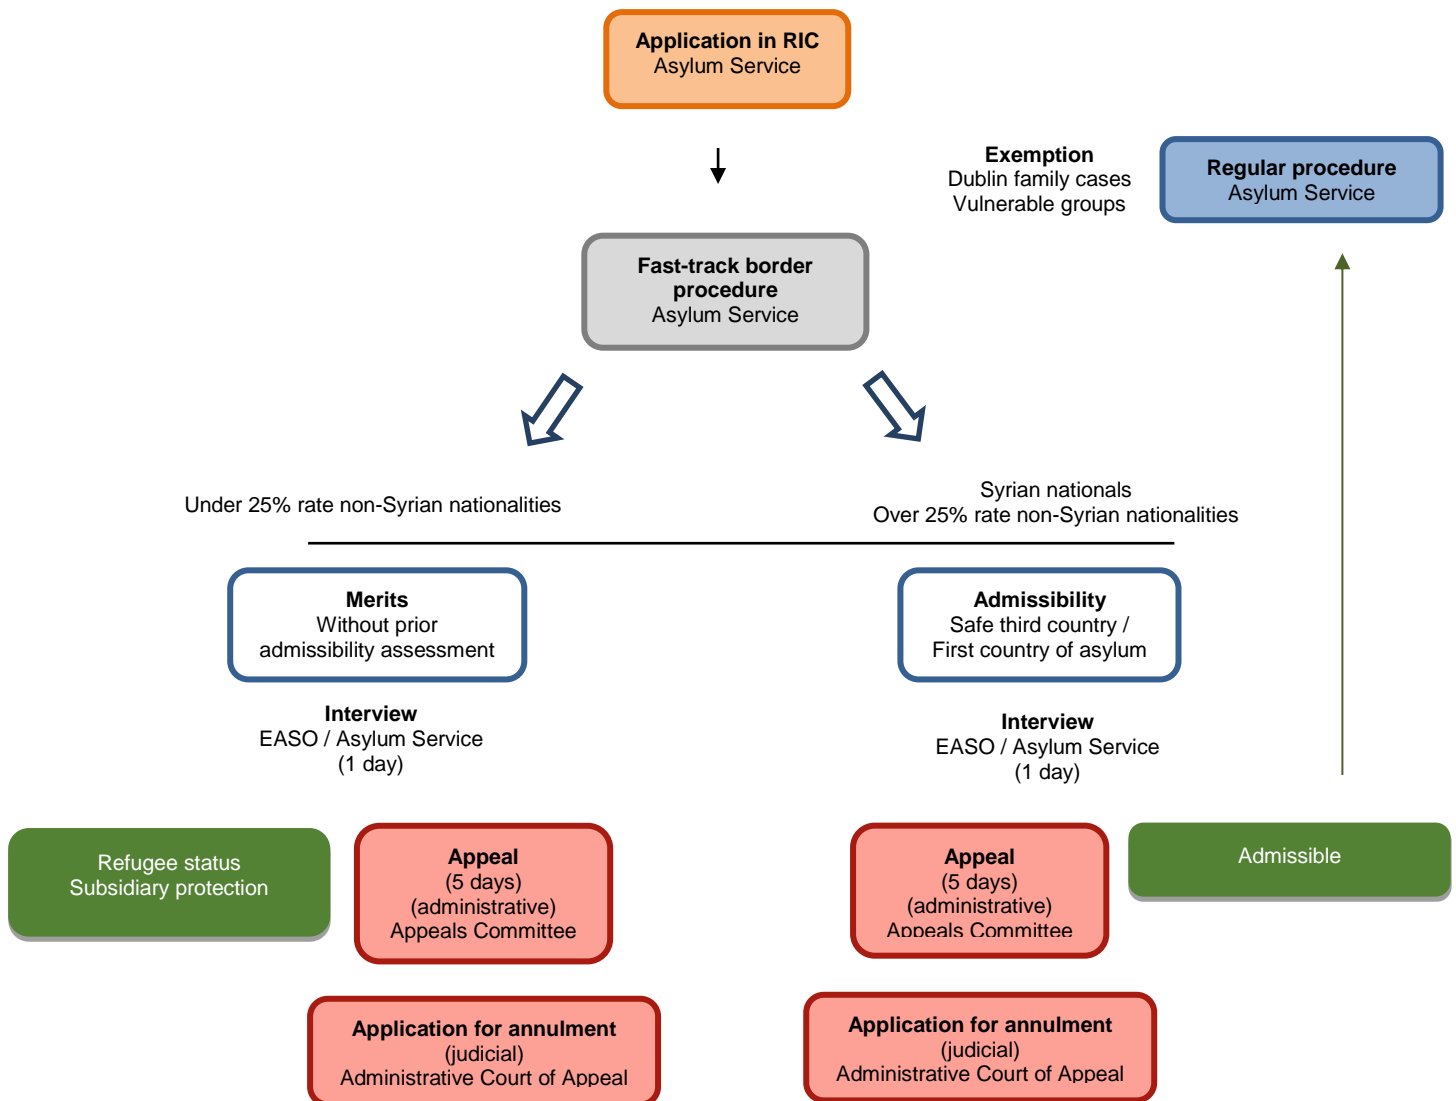 Application in RIC
Asylum Service
Exemption
Dublin family cases
Vulnerable groups
Regular procedure
Asylum Service
Fast-track border
procedure
Asylum Service
Under 25% rate non-Syrian nationalities
Syrian nationals
Over 25% rate non-Syrian nationalities
Merits
Without prior
admissibility assessment
Admissibility
Safe third country /
First country of asylum
Interview
EASO / Asylum Service
(1 day)
Interview
EASO / Asylum Service
(1 day)
Refugee status
Subsidiary protection
Appeal
(5 days)
(administrative)
Appeals Committee
Appeal
(5 days)
(administrative)
Appeals Committee
Admissible
Application for annulment
(judicial)
Administrative Court of Appeal
Application for annulment
(judicial)
Administrative Court of Appeal